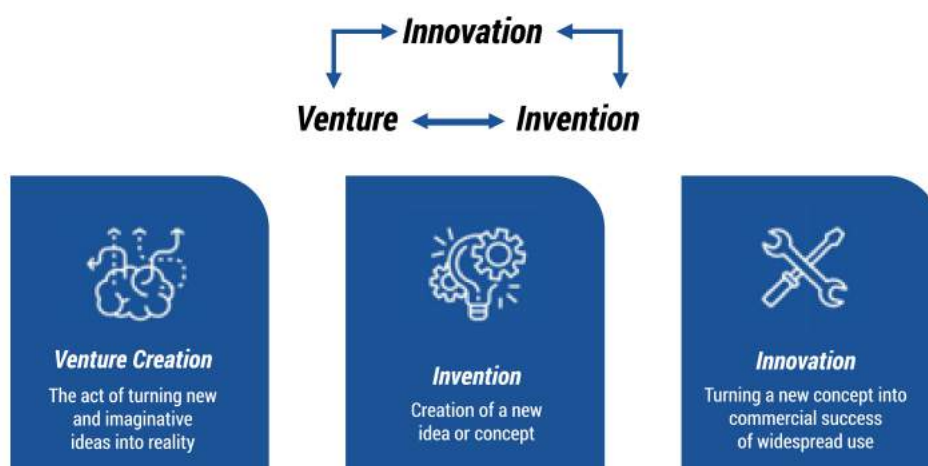 Innovation
Venture
Invention
Venture Creation
The act of turning new
and imaginative
ideas into reality
Invention
Creation of a new
idea or concept
Innovation
Turning a new concept into
commercial success
of widespread use